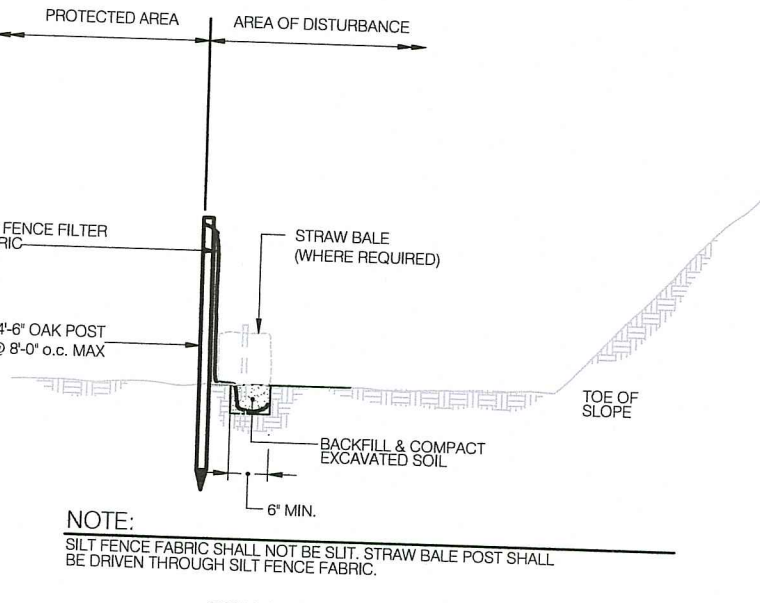 PROTECTED AREA
AREA OF DISTURBANCE
FENCE FILTER
STRAW BALE
(WHERE REQUIRED)
4'-6" OAK POST
@ 8'-0" o.c. MAX
TOE OF
SLOPE
BACKFILL & COMPACT
EXCAVATED SOIL
6" MIN.
NOTE:
SILT FENCE FABRIC SHALL NOT BE SLIT. STRAW BALE POST SHALL
BE DRIVEN THROUGH SILT FENCE FABRIC.